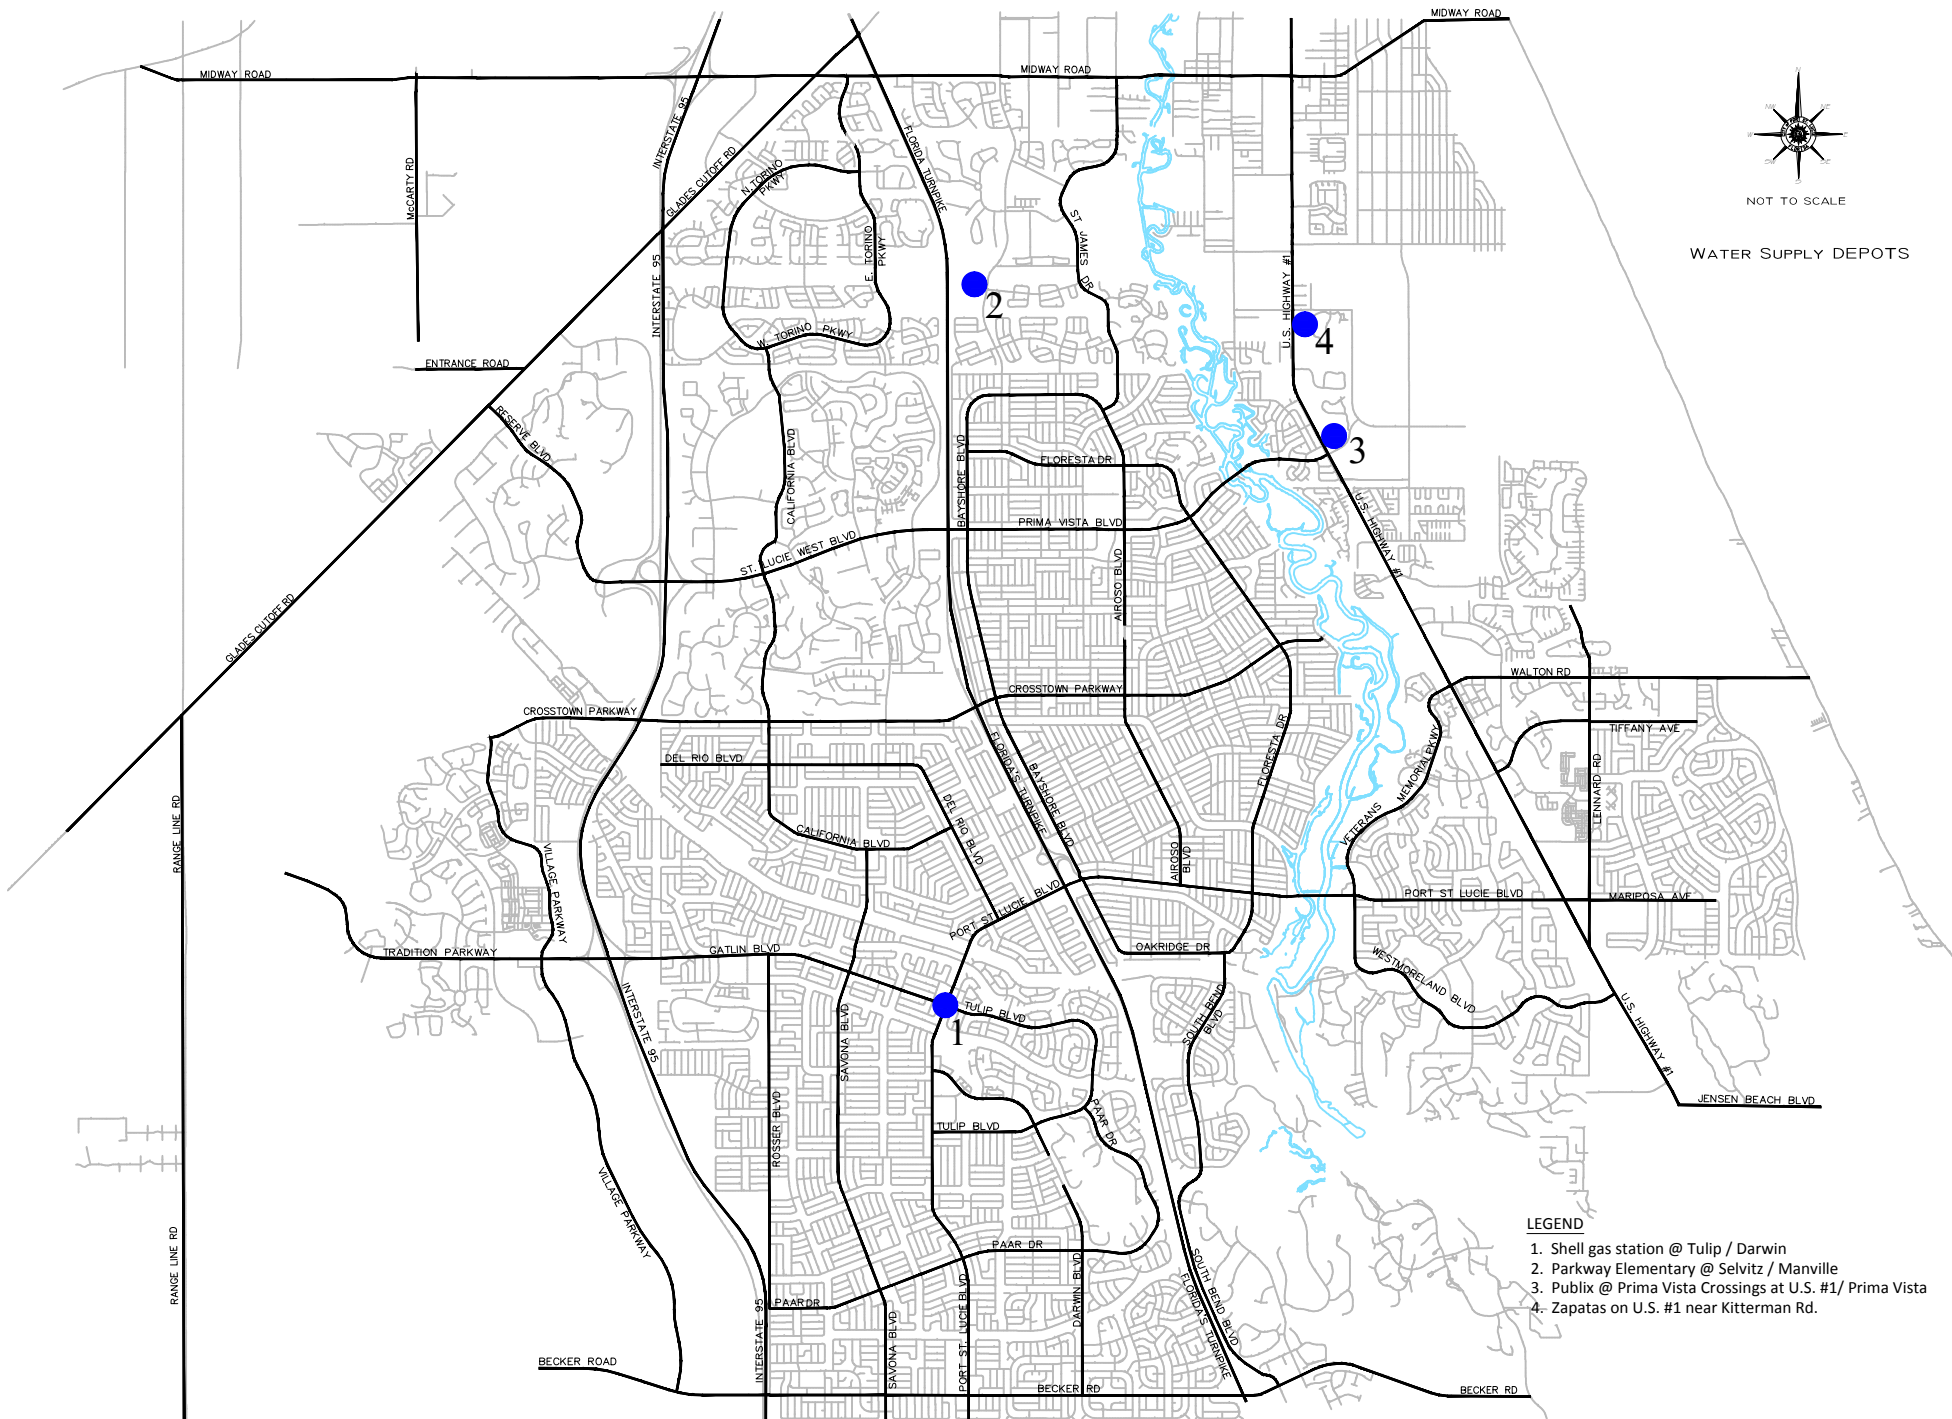 MIDWAY ROAD
MIDWAY ROAD
MIDWAY ROAD
N
NW
NE
W
E
SW
SE
S
NOT TO SCALE
WATER SUPPLY DEPOTS
INTERSTATE 95
McCARTY RD
GLADES CUTOFF RD
N. TORINO
PKWY
FLORIDA TURNPIKE
E. TORINO
PKWY
ST JAMES DR
INTERSTATE 95
U.S. HIGHWAY #1
2
4
W. TORINO PKWY
ENTRANCE ROAD
RESERVE BLVD
CALIFORNIA BLVD
BAYSHORE BLVD
FLORESTA DR
3
PRIMA VISTA BLVD
ST. LUCIE WEST BLVD
AIROSO BLVD
U.S. HIGHWAY #1
GLADES CUTOFF RD
WALTON RD
CROSSTOWN PARKWAY
CROSSTOWN PARKWAY
TIFFANY AVE
DEL RIO BLVD
FLORIDA'S TURNPIKE
BAYSHORE BLVD
FLORESTA DR
VETERANS MEMORIAL PKWY
LENNARD RD
RANGE LINE RD
DEL RIO BLVD
CALIFORNIA BLVD
VILLAGE PARKWAY
AIROSO
BLVD
PORT ST LUCIE BLVD
MARIPOSA AVE
PORT ST. LUCIE BLVD
TRADITION PARKWAY
GATLIN BLVD
OAKRIDGE DR
WESTMORELAND BLVD
INTERSTATE 95
SAVONA BLVD
1
TULIP BLVD
SOUTH BEND
BLVD
U.S. HIGHWAY #1
JENSEN BEACH BLVD
ROSSER BLVD
TULIP BLVD
PAAR DR
VILLAGE PARKWAY
RANGE LINE RD
PAAR DR
PAAR DR
INTERSTATE 95
SAVONA BLVD
PORT ST. LUCIE BLVD
DARWIN BLVD
SOUTH BEND BLVD
FLORIDA'S TURNPIKE
BECKER ROAD
BECKER RD
BECKER RD
LEGEND
1. Shell gas station @ Tulip / Darwin
2. Parkway Elementary @ Selvitz / Manville
3. Publix @ Prima Vista Crossings at U.S. #1/ Prima Vista
4. Zapatas on U.S. #1 near Kitterman Rd.